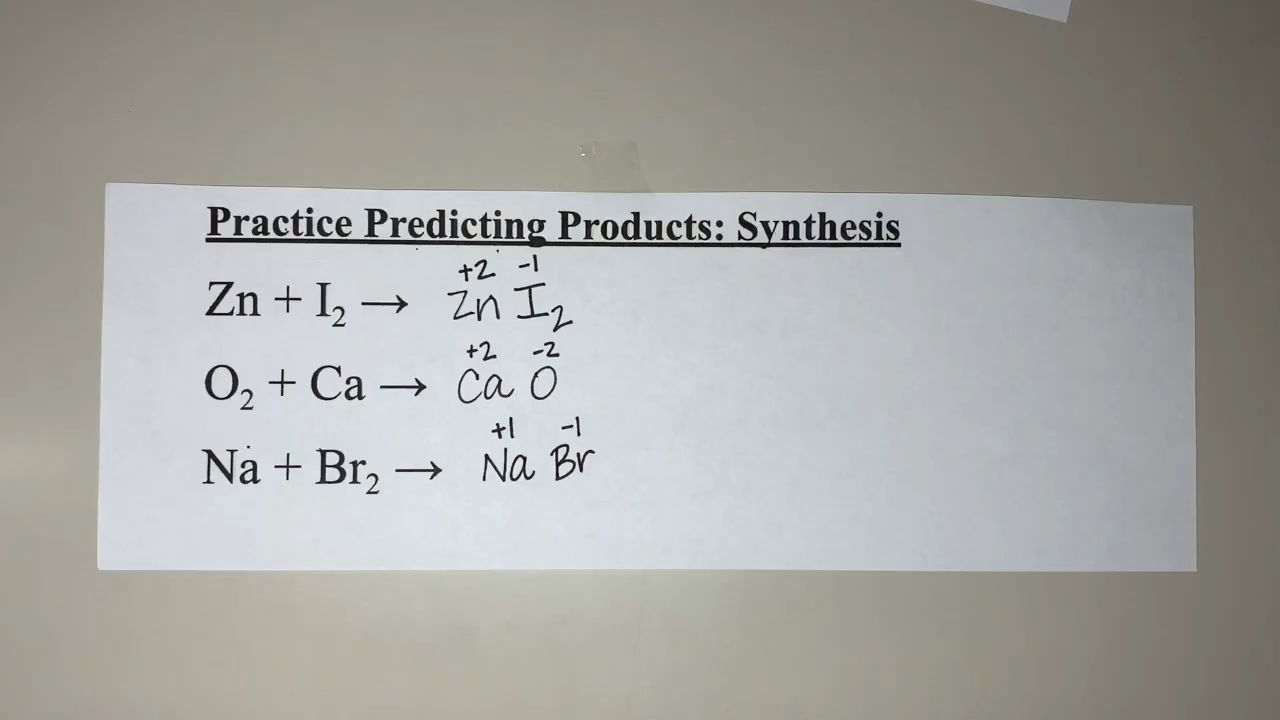 Practice Predicting Products: Synthesis
+2 -1
Zn + I₂ → Zn I₂
+2 -2
O₂ + Ca → Ca O
+1 -1
Na + Br₂ → Na Br